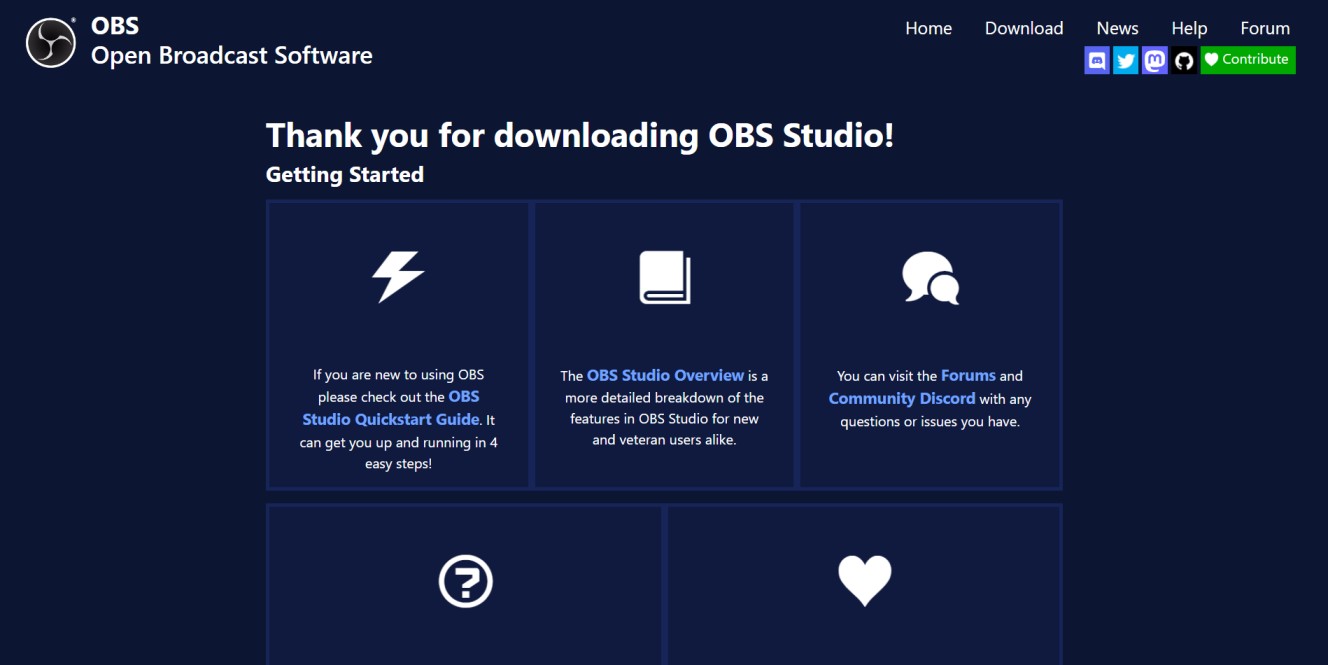 OBS
Open Broadcast Software
Home Download News Help Forum
Contribute
Thank you for downloading OBS Studio!
Getting Started
If you are new to using OBS
please check out the OBS
Studio Quickstart Guide. It
can get you up and running in 4
easy steps!
The OBS Studio Overview is a
more detailed breakdown of the
features in OBS Studio for new
and veteran users alike.
You can visit the Forums and
Community Discord with any
questions or issues you have.